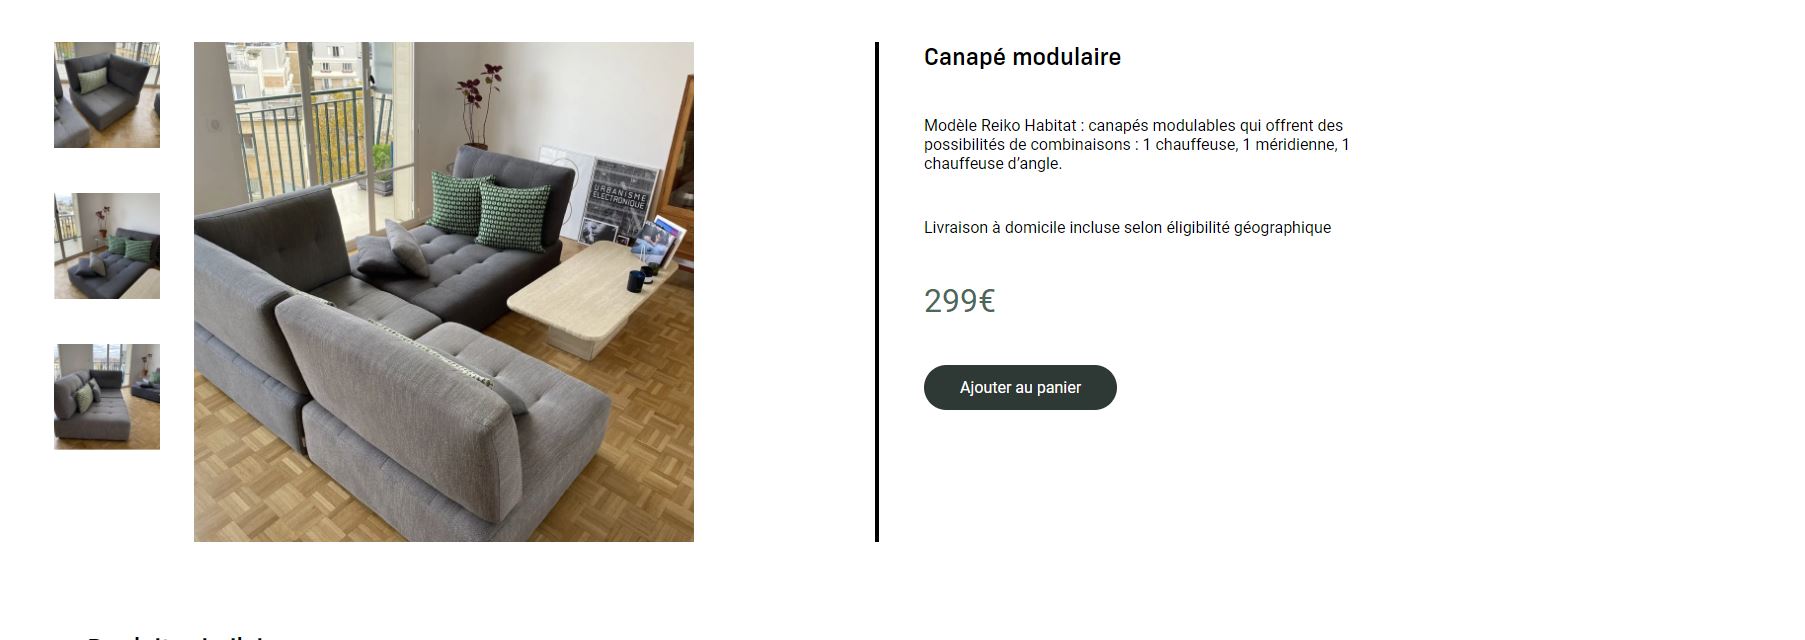 Canapé modulaire
Modèle Reiko Habitat : canapés modulables qui offrent des
possibilités de combinaisons : 1 chauffeuse, 1 méridienne, 1
chauffeuse d’angle.
Livraison à domicile incluse selon éligibilité géographique
299€
Ajouter au panier
URBANISME
ÉLECTRONIQUE